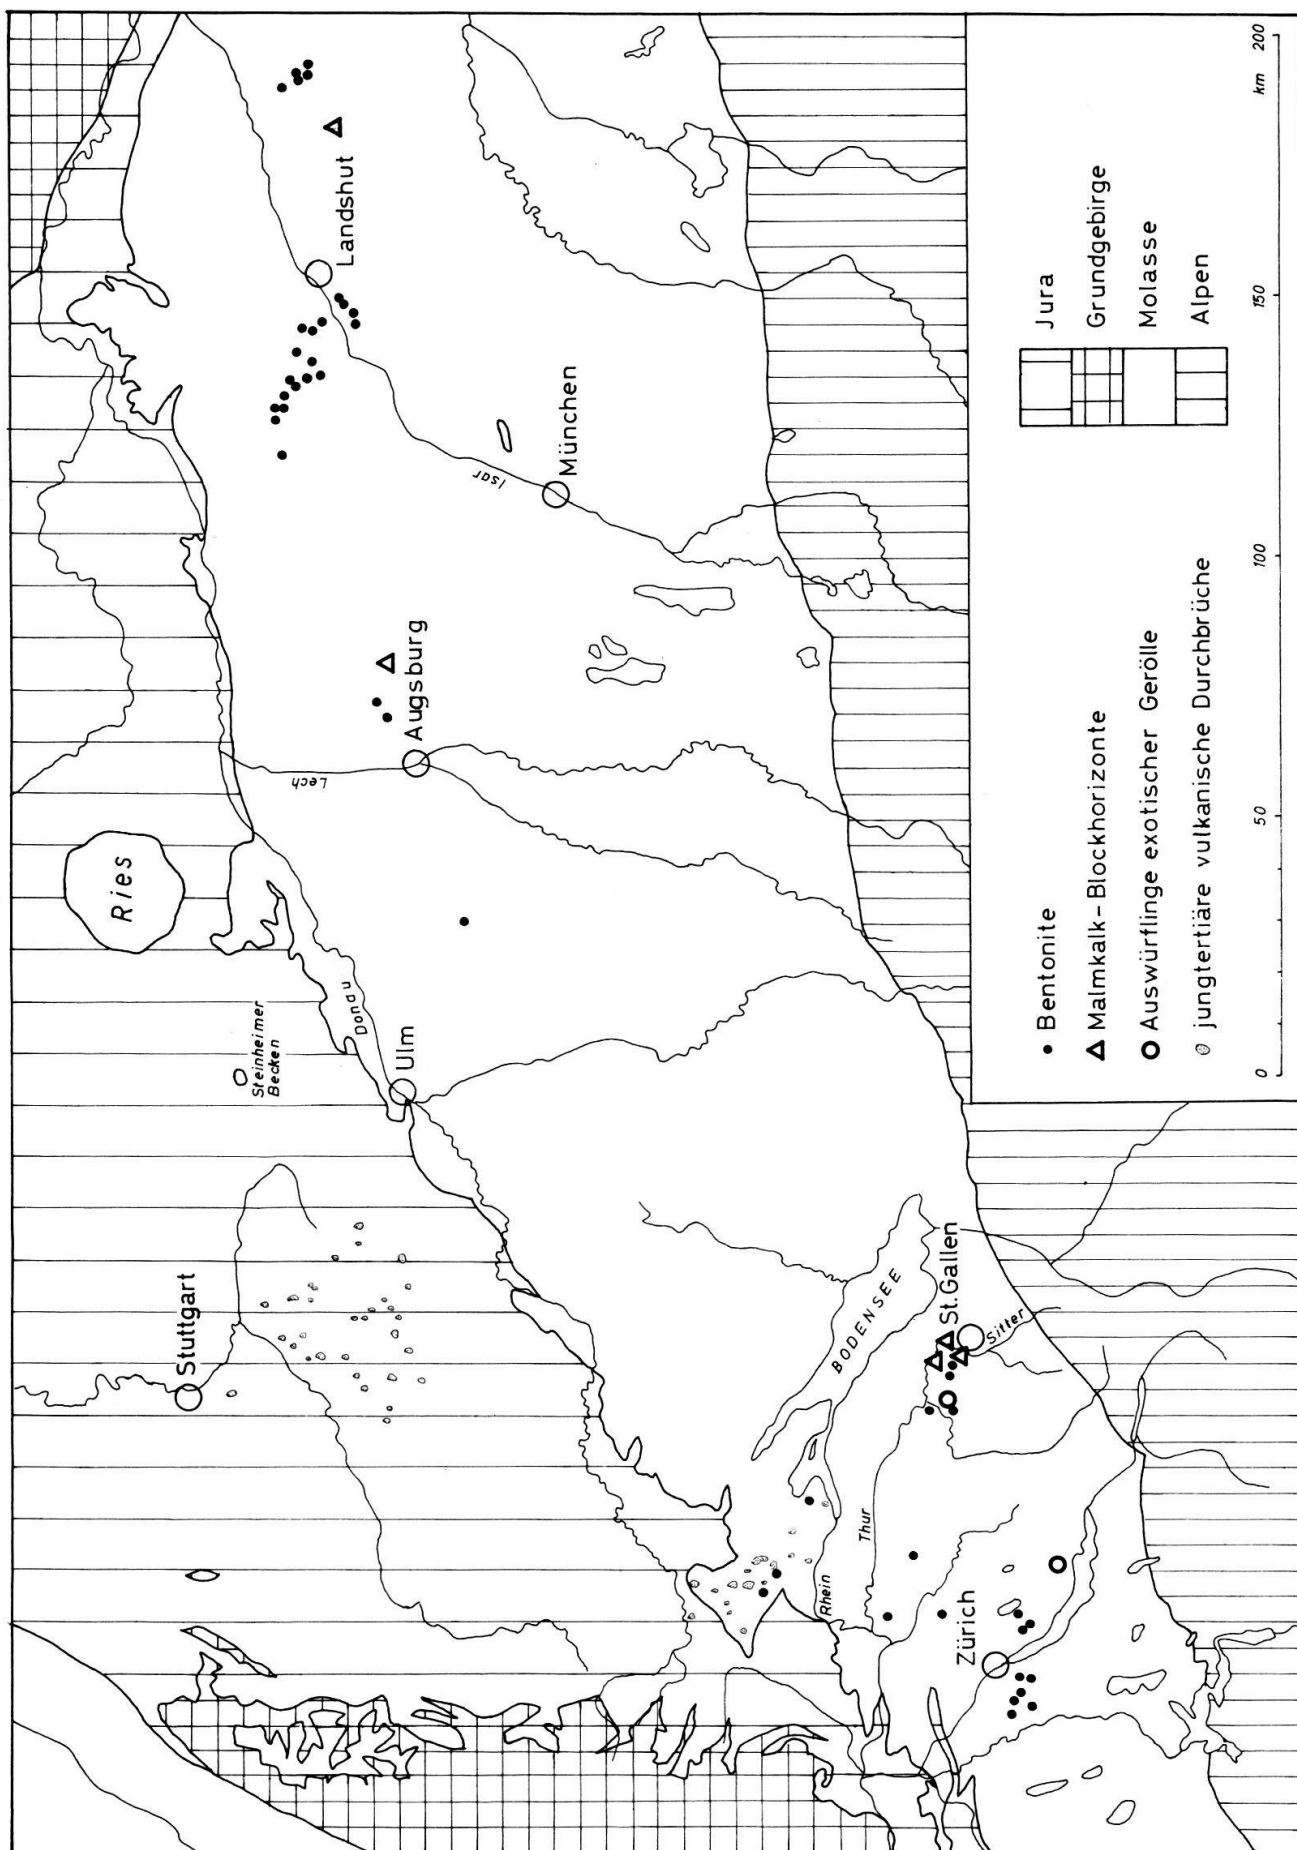 Ries
Steinheimer
Becken
Stuttgart
Donau
Ulm
Lech
Augsburg
Isar
München
Landshut
BODENSEE
St.Gallen
Sitter
Thur
Rhein
Zürich
• Bentonite
△ Malmkalk-Blockhorizonte
O Auswürflinge exotischer Gerölle
jungtertiäre vulkanische Durchbrüche
Jura
Grundgebirge
Molasse
Alpen
0 50 100 150 km 200